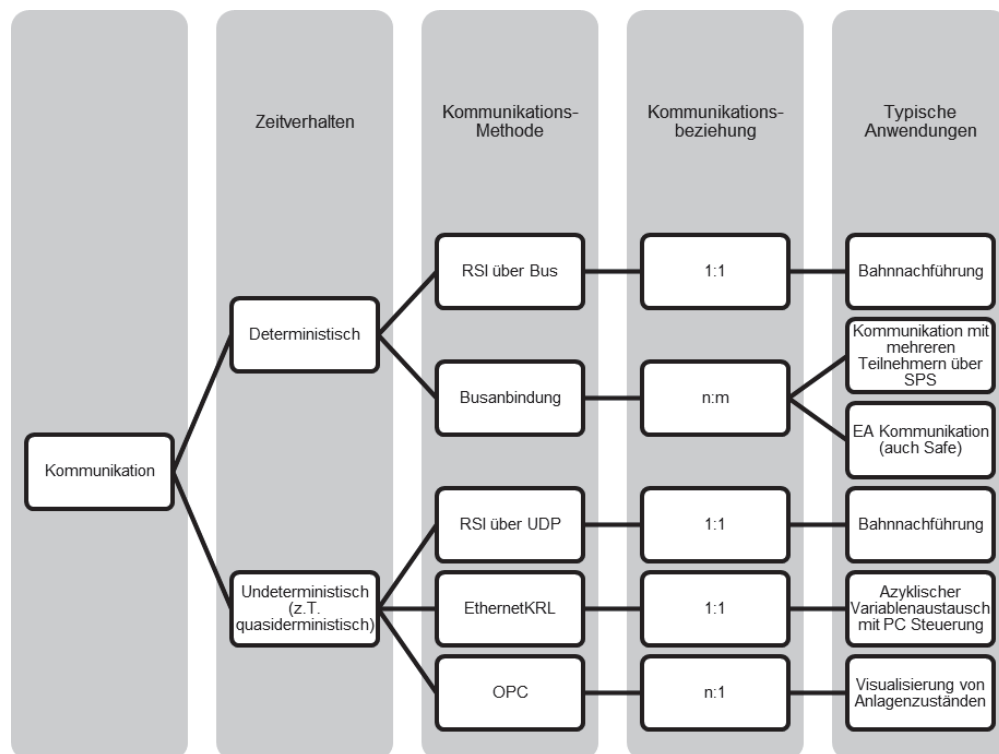 Zeitverhalten
Kommunikations-
Methode
Kommunikations-
beziehung
Typische
Anwendungen
Kommunikation
Deterministisch
RSI über Bus
1:1
Bahnnachführung
Busanbindung
n:m
Kommunikation mit
mehreren
Teilnehmern über
SPS
EA Kommunikation
(auch Safe)
Undeterministisch
(z.T.
quasiderministisch)
RSI über UDP
1:1
Bahnnachführung
EthernetKRL
1:1
Azyklischer
Variablenaustausch
mit PC Steuerung
OPC
n:1
Visualisierung von
Anlagenzuständen